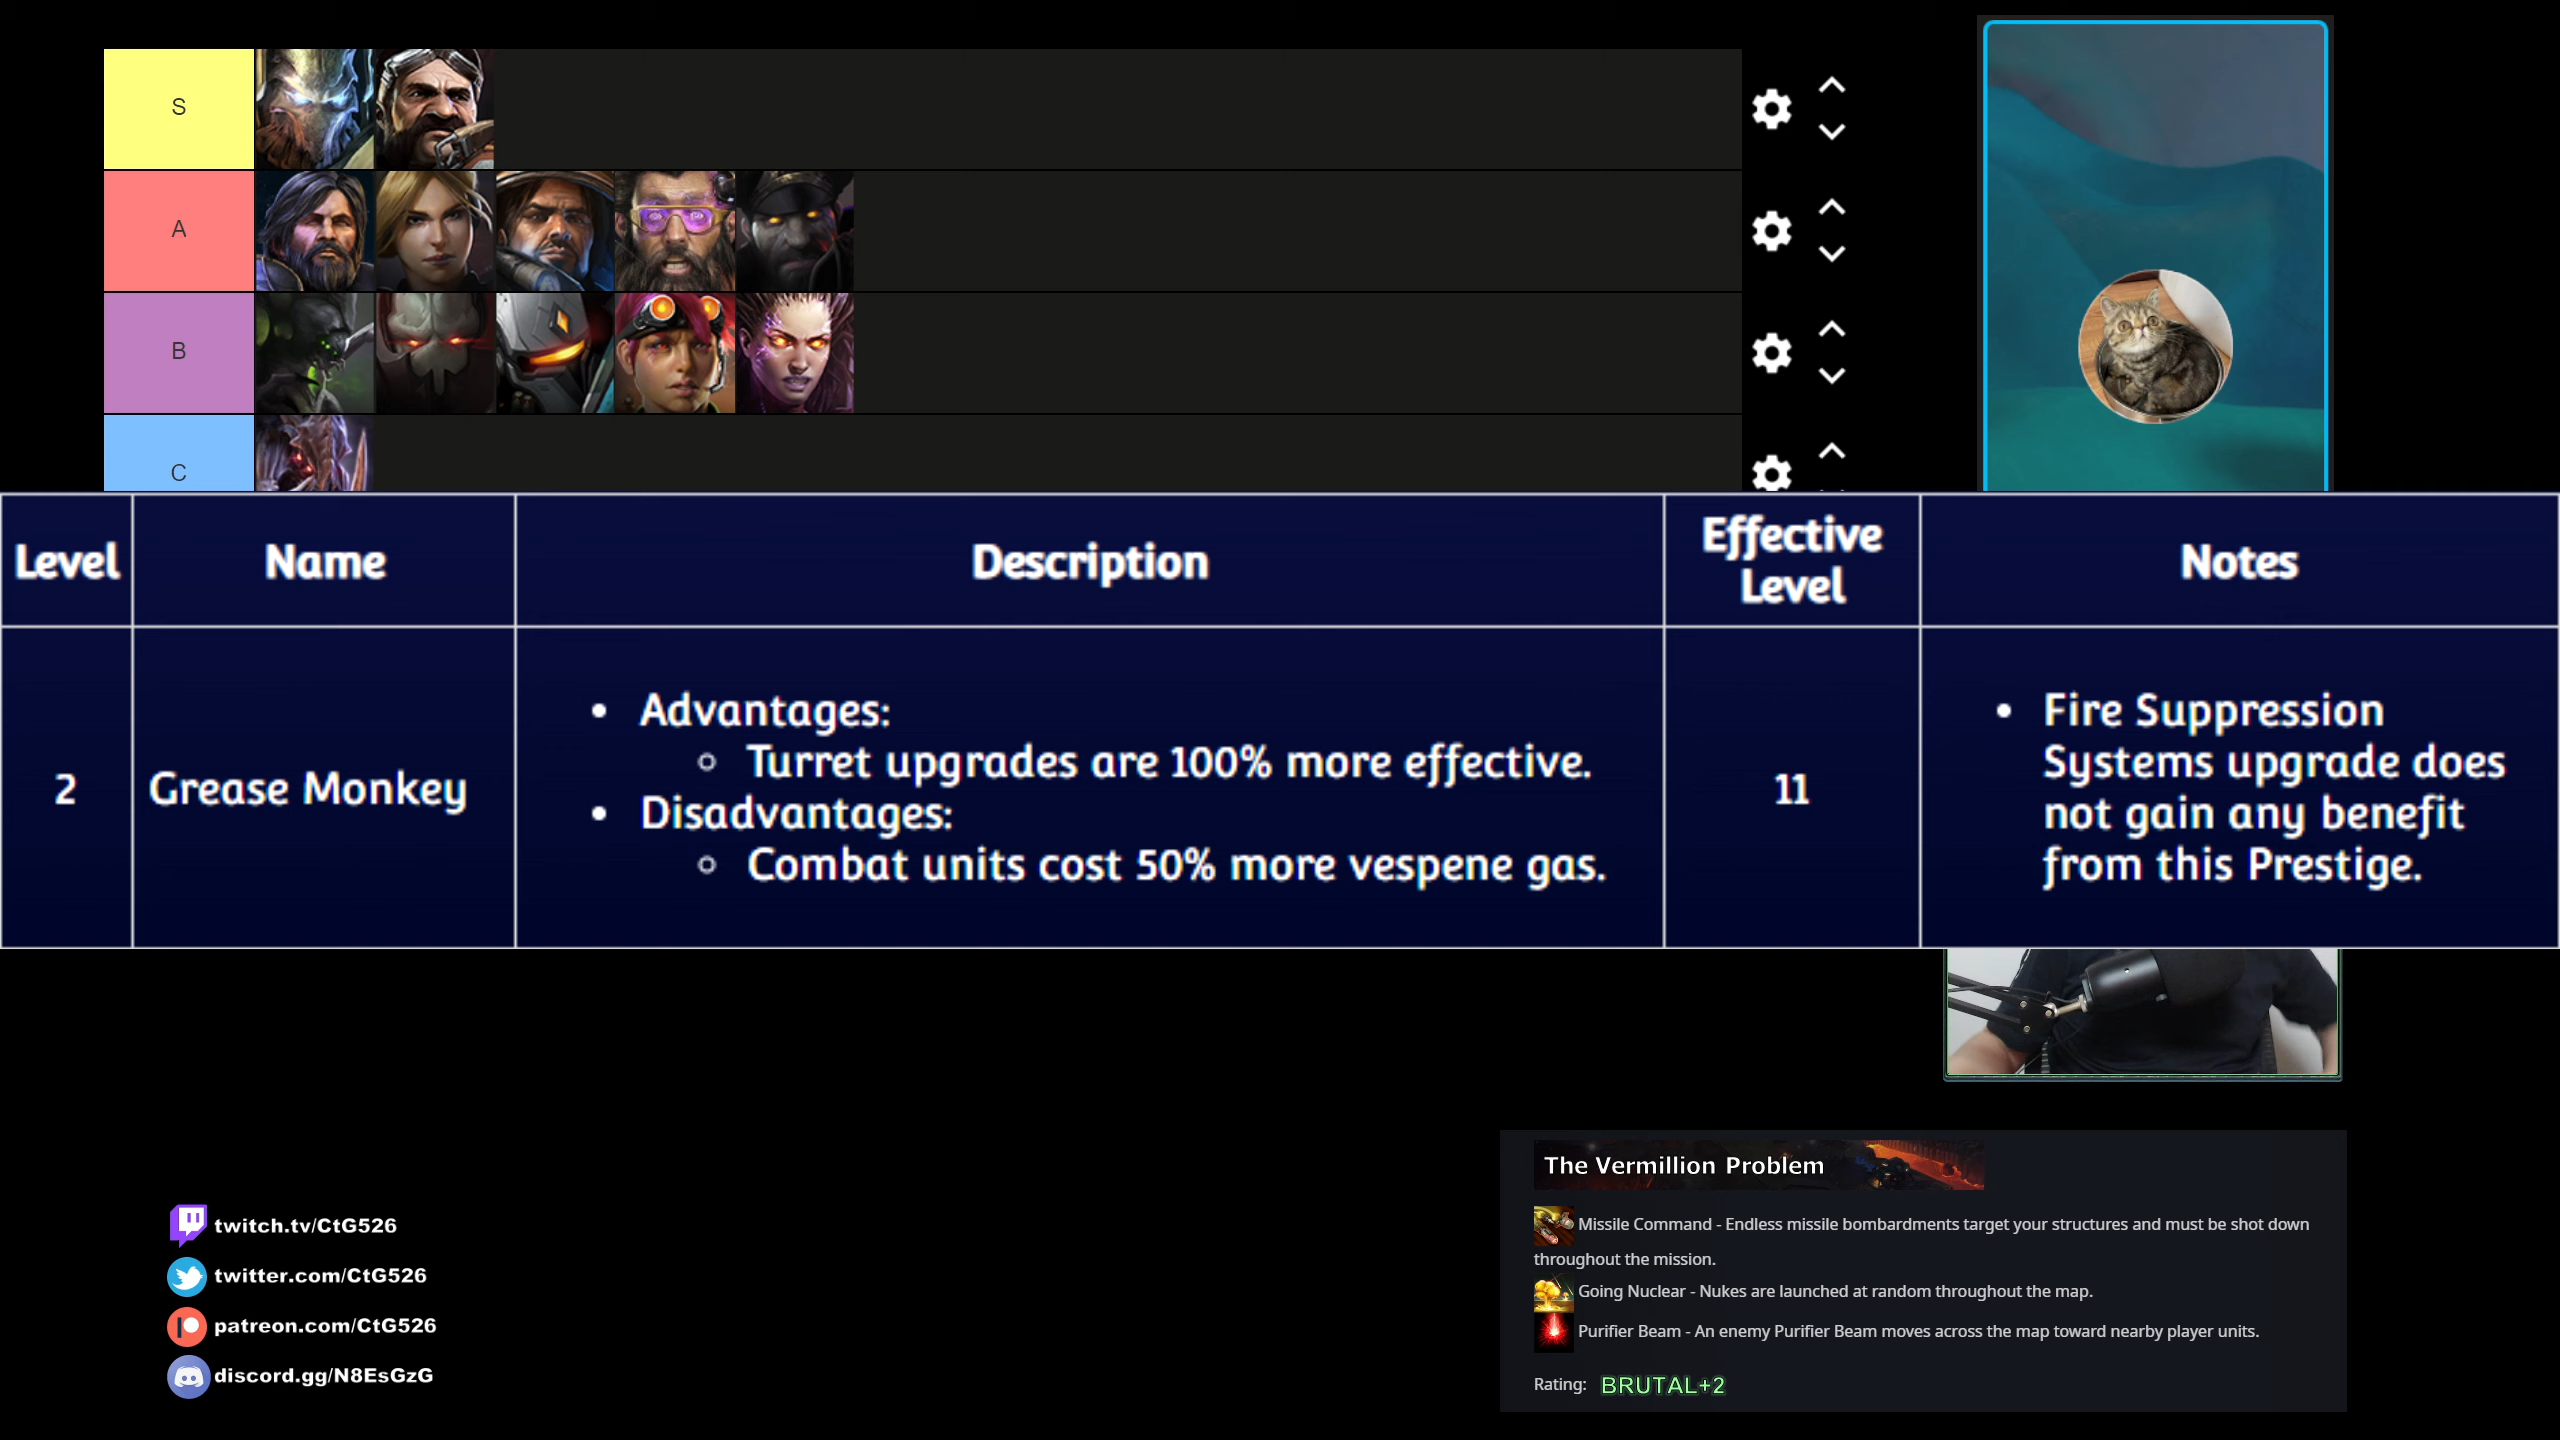 S
A
B
C
Level
Name
Description
Effective
Level
Notes
2
Grease Monkey
• Advantages:
○ Turret upgrades are 100% more effective.
• Disadvantages:
○ Combat units cost 50% more vespene gas.
11
• Fire Suppression
Systems upgrade does
not gain any benefit
from this Prestige.
twitch.tv/CtG526
twitter.com/CtG526
patreon.com/CtG526
discord.gg/N8EsGzG
The Vermillion Problem
Missile Command - Endless missile bombardments target your structures and must be shot down
throughout the mission.
Going Nuclear - Nukes are launched at random throughout the map.
Purifier Beam - An enemy Purifier Beam moves across the map toward nearby player units.
Rating: BRUTAL+2